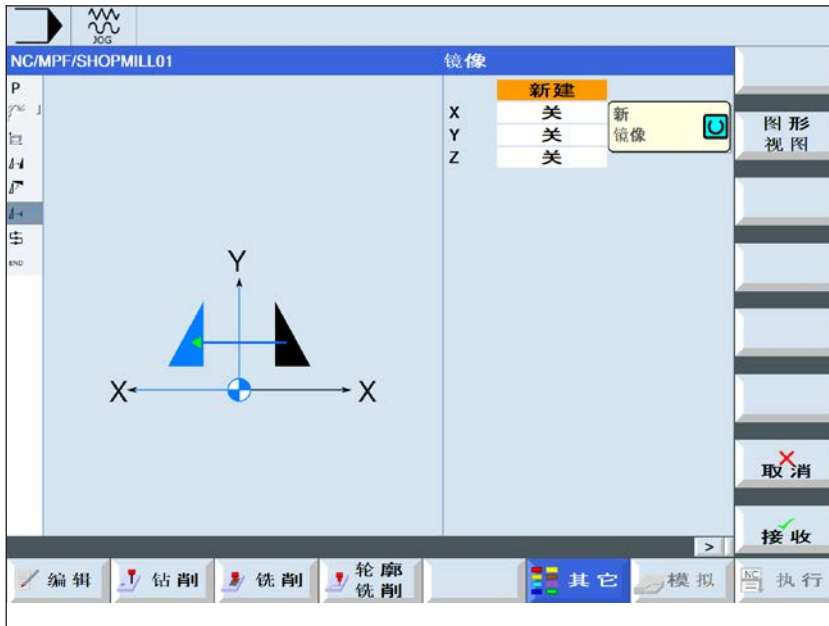 JOG
NC/MPF/SHOPMILL01
镜像
P
END
新建
X 关
Y 关
Z 关
新
镜像
Y
X
X
图形
视图
取消
接收
>
编辑
钻削
铣削
轮廓
铣削
其它
模拟
NC
执行